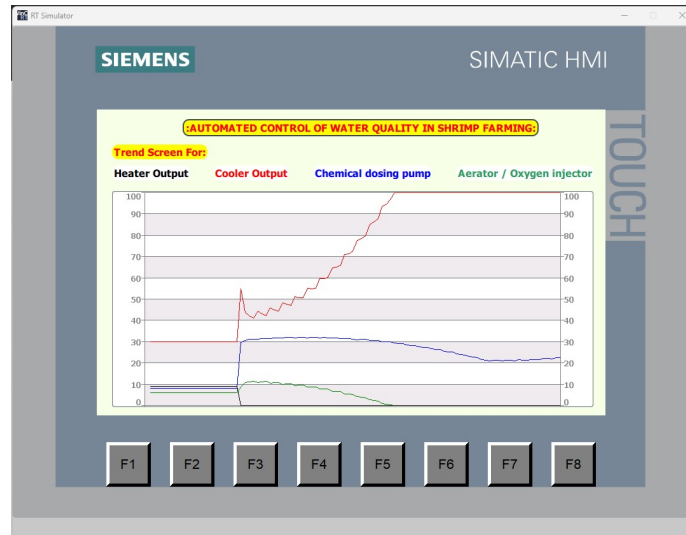 RT Simulator
SIEMENS
SIMATIC HMI
TOUCH
:AUTOMATED CONTROL OF WATER QUALITY IN SHRIMP FARMING:
Trend Screen For:
Heater Output Cooler Output Chemical dosing pump Aerator / Oxygen injector
100 100
90 90
80 80
70 70
60 60
50 50
40 40
30 30
20 20
10 10
0 0
F1 F2 F3 F4 F5 F6 F7 F8